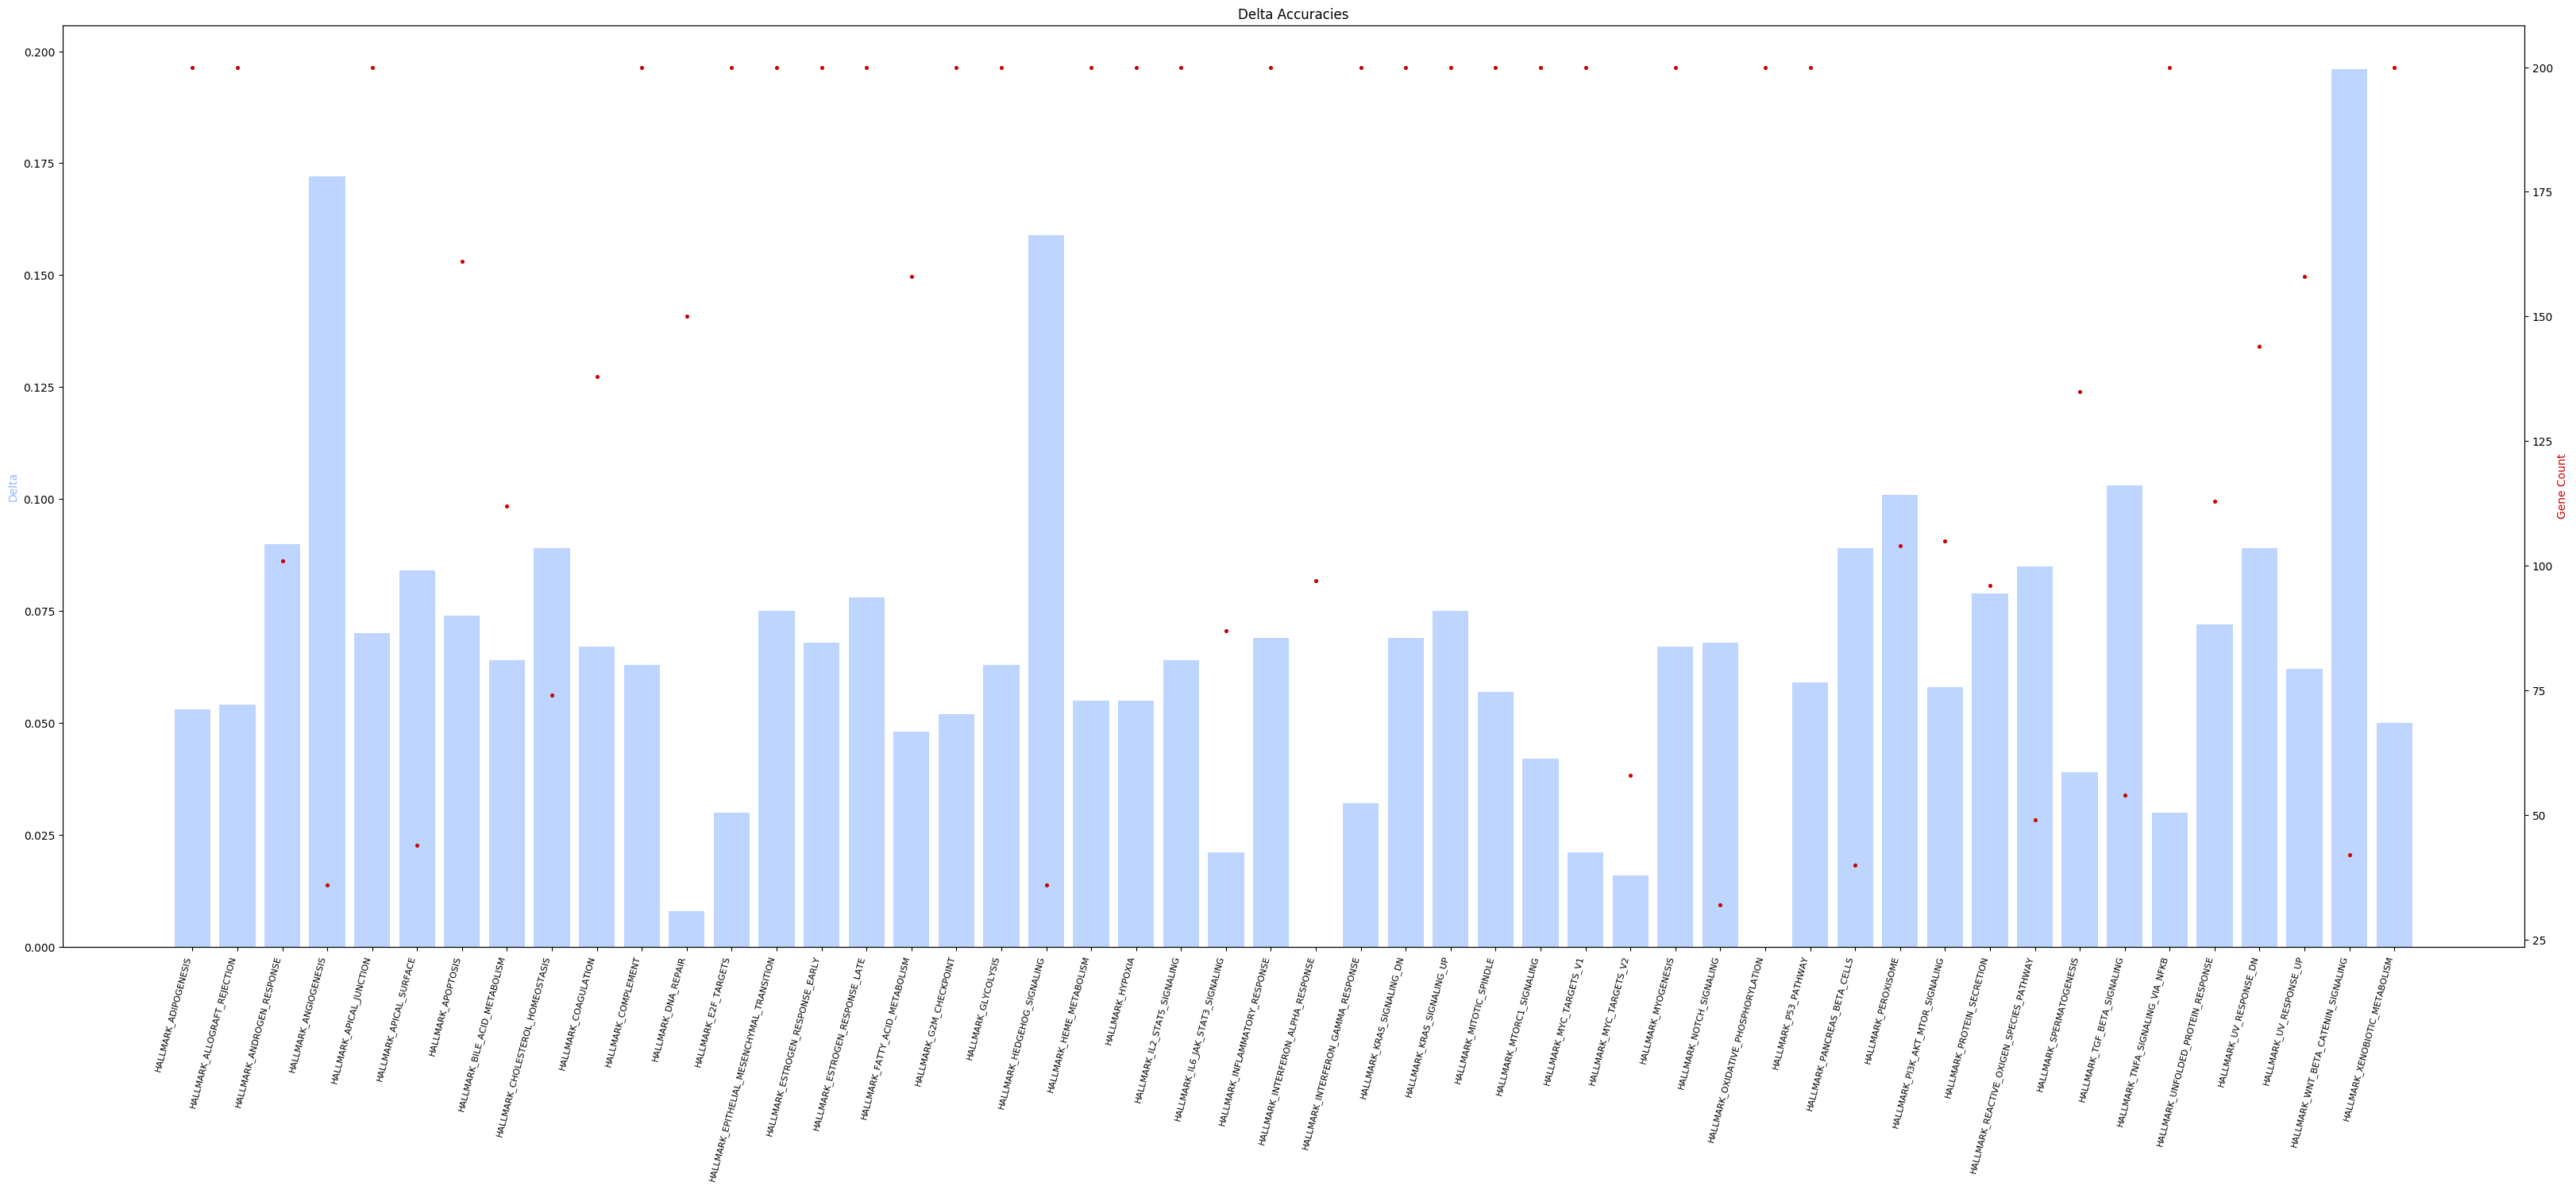 Delta Accuracies
0.200
0.175
0.150
0.125
0.100
0.075
0.050
0.025
0.000
Delta
200
175
150
125
100
75
50
25
Gene Count
HALLMARK_ADIPOGENESIS
HALLMARK_ALLOGRAFT_REJECTION
HALLMARK_ANDROGEN_RESPONSE
HALLMARK_ANGIOGENESIS
HALLMARK_APICAL_JUNCTION
HALLMARK_APICAL_SURFACE
HALLMARK_APOPTOSIS
HALLMARK_BILE_ACID_METABOLISM
HALLMARK_CHOLESTEROL_HOMEOSTASIS
HALLMARK_COAGULATION
HALLMARK_COMPLEMENT
HALLMARK_DNA_REPAIR
HALLMARK_E2F_TARGETS
HALLMARK_EPITHELIAL_MESENCHYMAL_TRANSITION
HALLMARK_ESTROGEN_RESPONSE_EARLY
HALLMARK_ESTROGEN_RESPONSE_LATE
HALLMARK_FATTY_ACID_METABOLISM
HALLMARK_G2M_CHECKPOINT
HALLMARK_GLYCOLYSIS
HALLMARK_HEDGEHOG_SIGNALING
HALLMARK_HEME_METABOLISM
HALLMARK_HYPOXIA
HALLMARK_IL2_STAT5_SIGNALING
HALLMARK_IL6_JAK_STAT3_SIGNALING
HALLMARK_INFLAMMATORY_RESPONSE
HALLMARK_INTERFERON_ALPHA_RESPONSE
HALLMARK_INTERFERON_GAMMA_RESPONSE
HALLMARK_KRAS_SIGNALING_DN
HALLMARK_KRAS_SIGNALING_UP
HALLMARK_MITOTIC_SPINDLE
HALLMARK_MTORC1_SIGNALING
HALLMARK_MYC_TARGETS_V1
HALLMARK_MYC_TARGETS_V2
HALLMARK_MYOGENESIS
HALLMARK_NOTCH_SIGNALING
HALLMARK_OXIDATIVE_PHOSPHORYLATION
HALLMARK_P53_PATHWAY
HALLMARK_PANCREAS_BETA_CELLS
HALLMARK_PEROXISOME
HALLMARK_PI3K_AKT_MTOR_SIGNALING
HALLMARK_PROTEIN_SECRETION
HALLMARK_REACTIVE_OXIGEN_SPECIES_PATHWAY
HALLMARK_SPERMATOGENESIS
HALLMARK_TGF_BETA_SIGNALING
HALLMARK_TNFA_SIGNALING_VIA_NFKB
HALLMARK_UNFOLDED_PROTEIN_RESPONSE
HALLMARK_UV_RESPONSE_DN
HALLMARK_UV_RESPONSE_UP
HALLMARK_WNT_BETA_CATENIN_SIGNALING
HALLMARK_XENOBIOTIC_METABOLISM